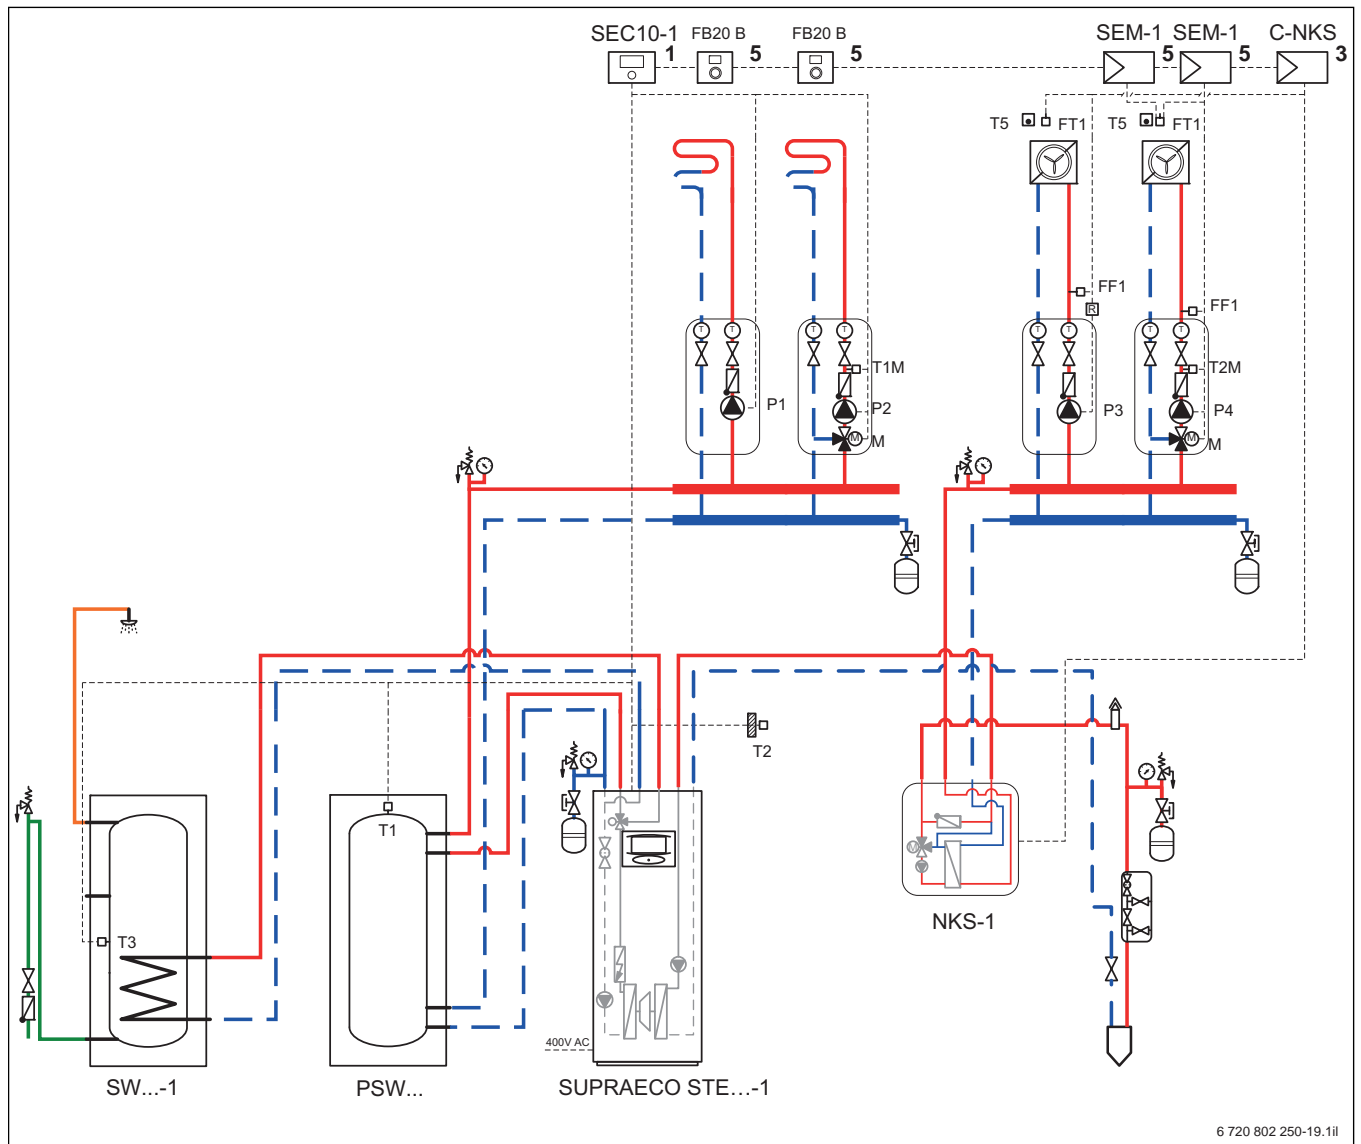 SEC10-1 FB20 B FB20 B SEM-1 SEM-1 C-NKS
1 5 5 5 5 3
T5 FT1 T5 FT1
FF1
FF1
R
T T T T T T T T
T1M T2M
P1 P2 P3 P4
M M M M
T2
T1
M
T3
NKS-1
400V AC
SW...-1 PSW... SUPRAECO STE...-1
6 720 802 250-19.1il